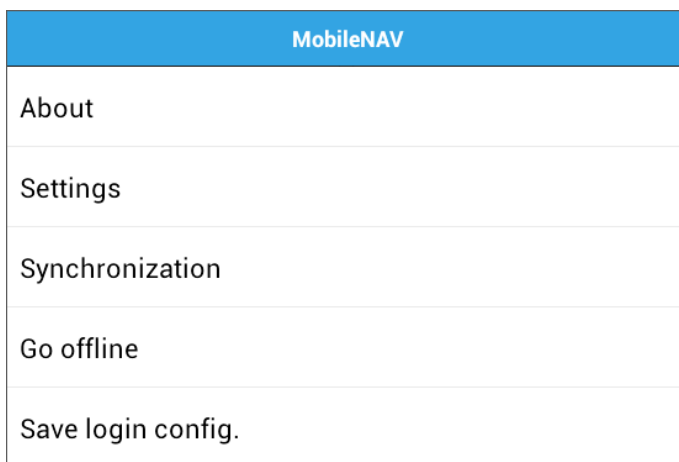 MobileNAV
About
Settings
Synchronization
Go offline
Save login config.